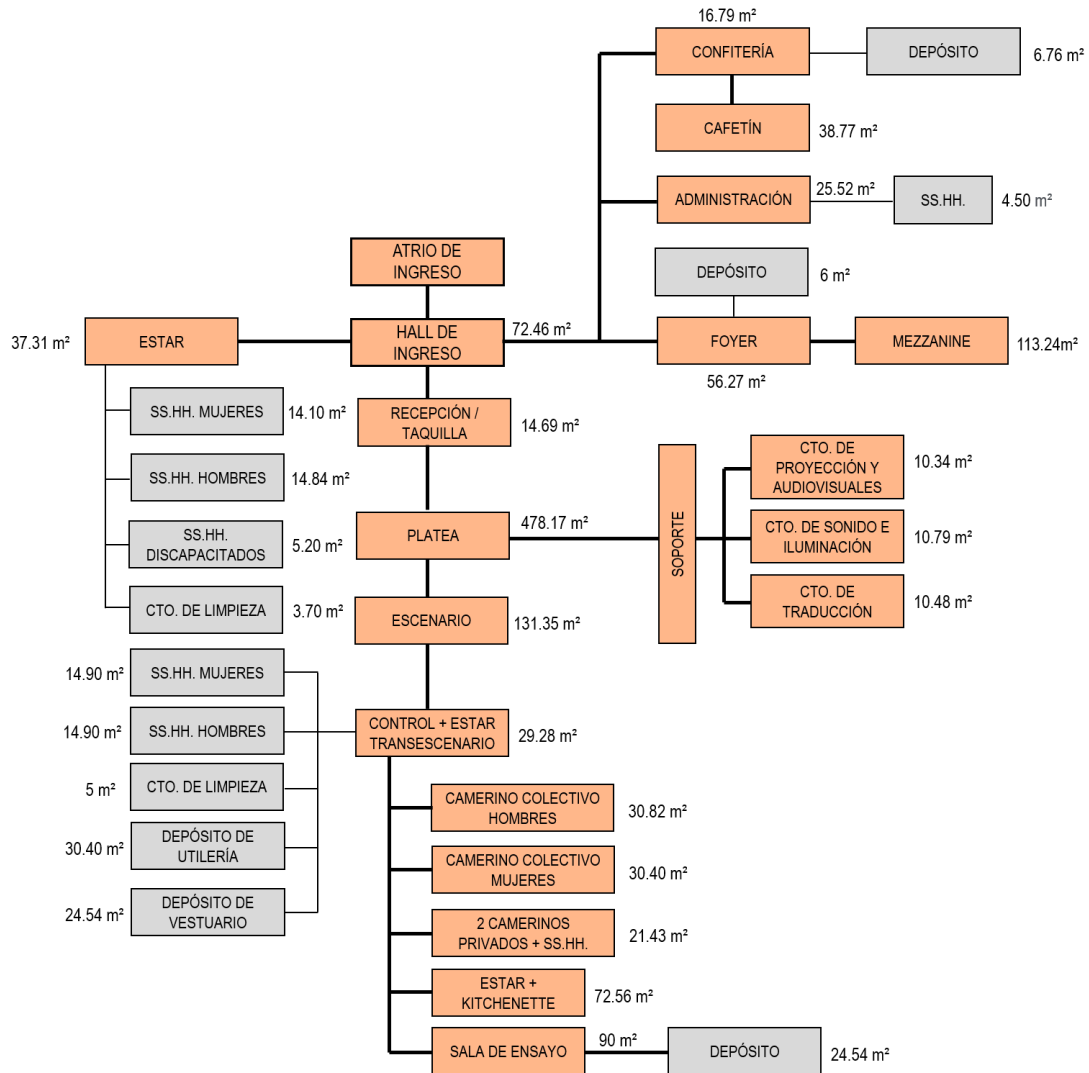 16.79 m²
CONFITERÍA
DEPÓSITO
6.76 m²
CAFETÍN
38.77 m²
ADMINISTRACIÓN
25.52 m²
SS.HH.
4.50 m²
ATRIO DE
INGRESO
DEPÓSITO
6 m²
37.31 m²
ESTAR
HALL DE
INGRESO
72.46 m²
FOYER
56.27 m²
MEZZANINE
113.24m²
SS.HH. MUJERES
14.10 m²
SS.HH. HOMBRES
14.84 m²
SS.HH.
DISCAPACITADOS
5.20 m²
CTO. DE LIMPIEZA
3.70 m²
RECEPCIÓN /
TAQUILLA
14.69 m²
PLATEA
478.17 m²
SOPORTE
CTO. DE
PROYECCIÓN Y
AUDIOVISUALES
10.34 m²
CTO. DE SONIDO E
ILUMINACIÓN
10.79 m²
CTO. DE
TRADUCCIÓN
10.48 m²
ESCENARIO
131.35 m²
CONTROL + ESTAR
TRANSESCENARIO
29.28 m²
14.90 m²
SS.HH. MUJERES
14.90 m²
SS.HH. HOMBRES
5 m²
CTO. DE LIMPIEZA
30.40 m²
DEPÓSITO DE
UTILERÍA
24.54 m²
DEPÓSITO DE
VESTUARIO
CAMERINO COLECTIVO
HOMBRES
30.82 m²
CAMERINO COLECTIVO
MUJERES
30.40 m²
2 CAMERINOS
PRIVADOS + SS.HH.
21.43 m²
ESTAR +
KITCHENETTE
72.56 m²
SALA DE ENSAYO
90 m²
DEPÓSITO
24.54 m²